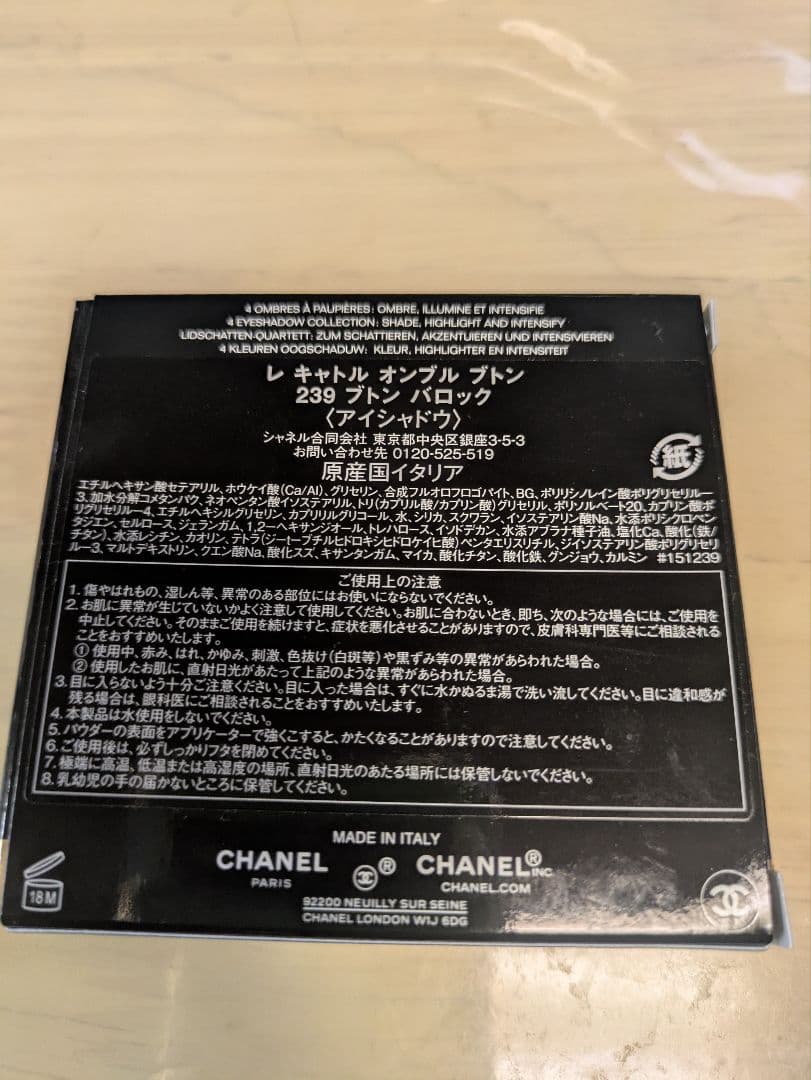 4 OMBRES À PAUPIÈRES: OMBRE, ILLUMINE ET INTENSIFIE
4 EYESHADOW COLLECTION: SHADE, HIGHLIGHT AND INTENSIFY
LIDSCHATTEN-QUARTETT: ZUM SCHATTIEREN, AKZENTUIEREN UND INTENSIVIEREN
4 KLEUREN OOGSCHADUW: KLEUR, HIGHLIGHTER EN INTENSITEIT
レ キャトル オンブル ブトン
239 ブトン バロック
〈アイシャドウ〉
シャネル合同会社 東京都中央区銀座3-5-3
お問い合わせ先 0120-525-519
原産国イタリア
紙
エチルヘキサン酸セテアリル、ホウケイ酸(Ca/Al)、グリセリン、合成フルオロフロゴパイト、BG、ポリリシノレイン酸ポリグリセリル-
3、加水分解コメタンパク、ネオペンタン酸イソステアリル、トリ(カプリル酸/カプリン酸)グリセリル、ポリソルベート20、カプリン酸ポ
リグリセリル-4、エチルヘキシルグリセリン、カプリリルグリコール、水、シリカ、スクワラン、イソステアリン酸Na、水添ポリシクロペン
タジエン、セルロース、ジェランガム、1,2-ヘキサンジオール、トレハロース、イソドデカン、水添アブラナ種子油、塩化Ca、酸化(鉄/
チタン)、水添レシチン、カオリン、テトラ(ジ-t-ブチルヒドロキシヒドロケイヒ酸)ペンタエリスリチル、ジイソステアリン酸ポリグリセリ
ル-3、マルトデキストリン、クエン酸Na、酸化スズ、キサンタンガム、マイカ、酸化チタン、酸化鉄、グンジョウ、カルミン #151239
ご使用上の注意
1. 傷やはれもの、湿しん等、異常のある部位にはお使いにならないでください。
2. お肌に異常が生じていないかよく注意して使用してください。お肌に合わないとき、即ち、次のような場合には、ご使用を
中止してください。そのままご使用を続けますと、症状を悪化させることがありますので、皮膚科専門医等にご相談される
ことをおすすめいたします。
① 使用中、赤み、はれ、かゆみ、刺激、色抜け(白斑等)や黒ずみ等の異常があらわれた場合。
② 使用したお肌に、直射日光があたって上記のような異常があらわれた場合。
3. 目に入らないよう十分ご注意ください。目に入った場合は、すぐに水かぬるま湯で洗い流してください。目に違和感が
残る場合は、眼科医にご相談されることをおすすめいたします。
4. 本製品は水使用をしないでください。
5. パウダーの表面をアプリケーターで強くこすると、かたくなることがありますので注意してください。
6. ご使用後は、必ずしっかりフタを閉めてください。
7. 極端に高温、低温または高湿度の場所、直射日光のあたる場所には保管しないでください。
8. 乳幼児の手の届かないところに保管してください。
MADE IN ITALY
CHANEL ® CHANEL® INC
PARIS CHANEL.COM
18M
92200 NEUILLY SUR SEINE
CHANEL LONDON W1J 6DG